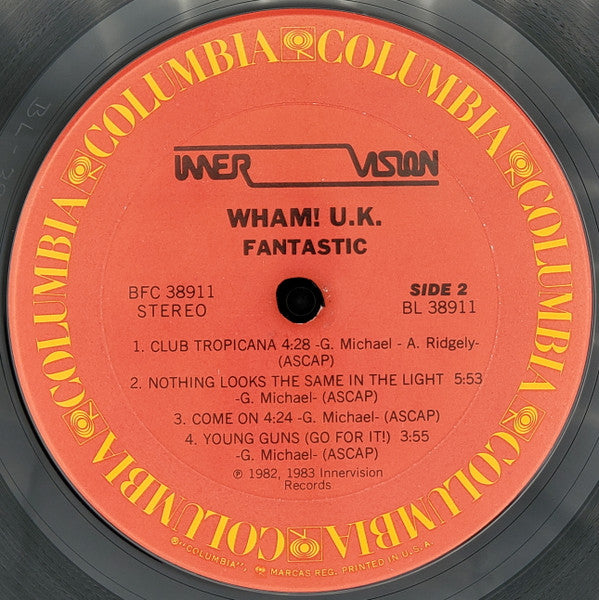 COLUMBIA COLUMBIA COLUMBIA COLUMBIA COLUMBIA COLUMBIA COLUMBIA
INNER VISION
WHAM! U.K.
FANTASTIC
BFC 38911 SIDE 2
STEREO BL 38911
1. CLUB TROPICANA 4:28 -G. Michael - A. Ridgely-
(ASCAP)
2. NOTHING LOOKS THE SAME IN THE LIGHT 5:53
-G. Michael- (ASCAP)
3. COME ON 4:24 -G. Michael- (ASCAP)
4. YOUNG GUNS (GO FOR IT!) 3:55
-G. Michael- (ASCAP)
℗ 1982, 1983 Innervision
Records
®"COLUMBIA", MARCAS REG. PRINTED IN U.S.A.